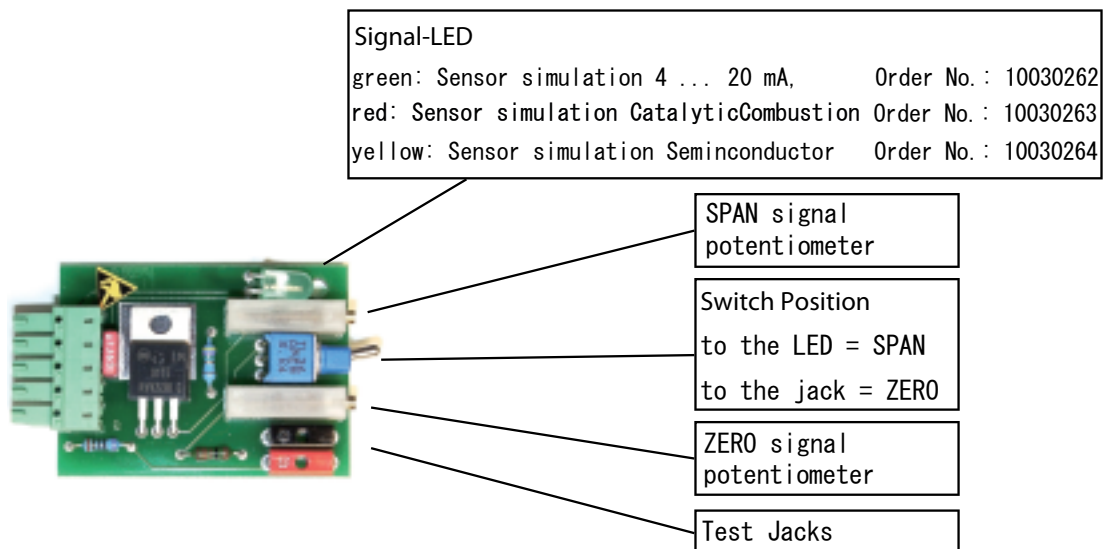 Signal-LED
green: Sensor simulation 4 ... 20 mA, Order No.: 10030262
red: Sensor simulation CatalyticCombustion Order No.: 10030263
yellow: Sensor simulation Seminconductor Order No.: 10030264
SPAN signal
potentiometer
Switch Position
to the LED = SPAN
to the jack = ZERO
ZERO signal
potentiometer
Test Jacks